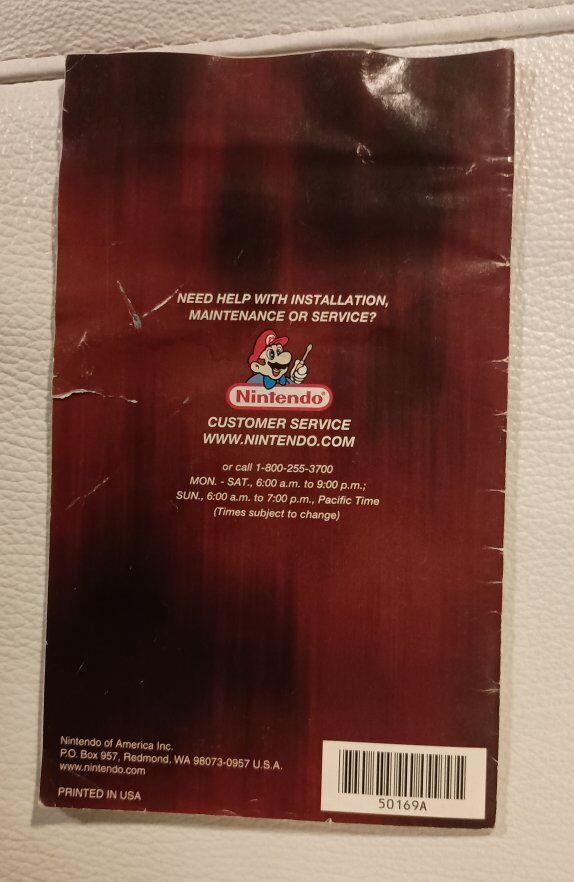 NEED HELP WITH INSTALLATION,
MAINTENANCE OR SERVICE?
Nintendo®
CUSTOMER SERVICE
WWW.NINTENDO.COM
or call 1-800-255-3700
MON. - SAT., 6:00 a.m. to 9:00 p.m.;
SUN., 6:00 a.m. to 7:00 p.m., Pacific Time
(Times subject to change)
Nintendo of America Inc.
P.O. Box 957, Redmond, WA 98073-0957 U.S.A.
www.nintendo.com
PRINTED IN USA
50169A